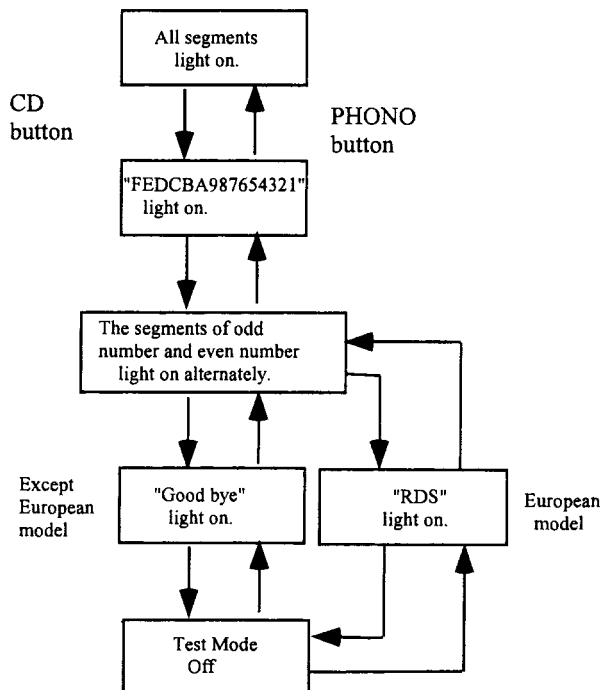 All segments
light on.
CD
button
PHONO
button
"FEDCBA987654321"
light on.
The segments of odd
number and even number
light on alternately.
Except
European
model
"Good bye"
light on.
"RDS"
light on.
European
model
Test Mode
Off